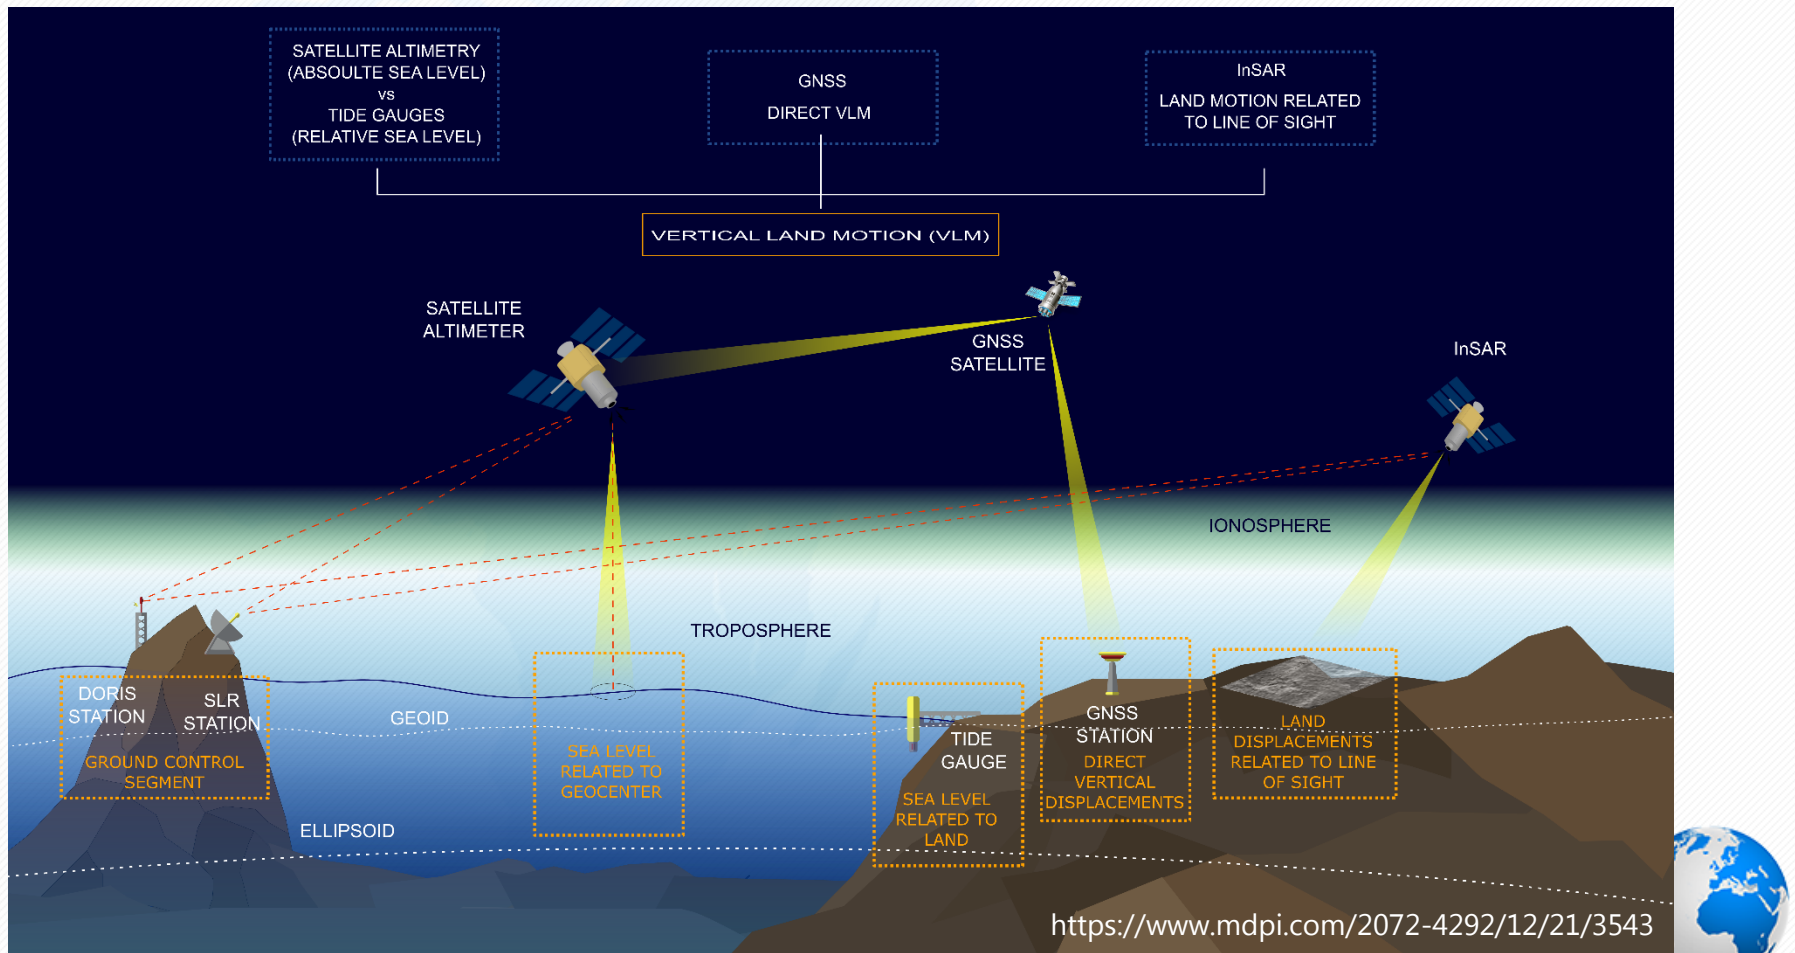 SATELLITE ALTIMETRY
(ABSOULTE SEA LEVEL)
vs
TIDE GAUGES
(RELATIVE SEA LEVEL)
GNSS
DIRECT VLM
InSAR
LAND MOTION RELATED
TO LINE OF SIGHT
VERTICAL LAND MOTION (VLM)
SATELLITE
ALTIMETER
GNSS
SATELLITE
InSAR
IONOSPHERE
TROPOSPHERE
DORIS
STATION
SLR
STATION
GROUND CONTROL
SEGMENT
GEOID
ELLIPSOID
SEA LEVEL
RELATED TO
GEOCENTER
TIDE
GAUGE
SEA LEVEL
RELATED TO
LAND
GNSS
STATION
DIRECT
VERTICAL
DISPLACEMENTS
LAND
DISPLACEMENTS
RELATED TO LINE
OF SIGHT
https://www.mdpi.com/2072-4292/12/21/3543